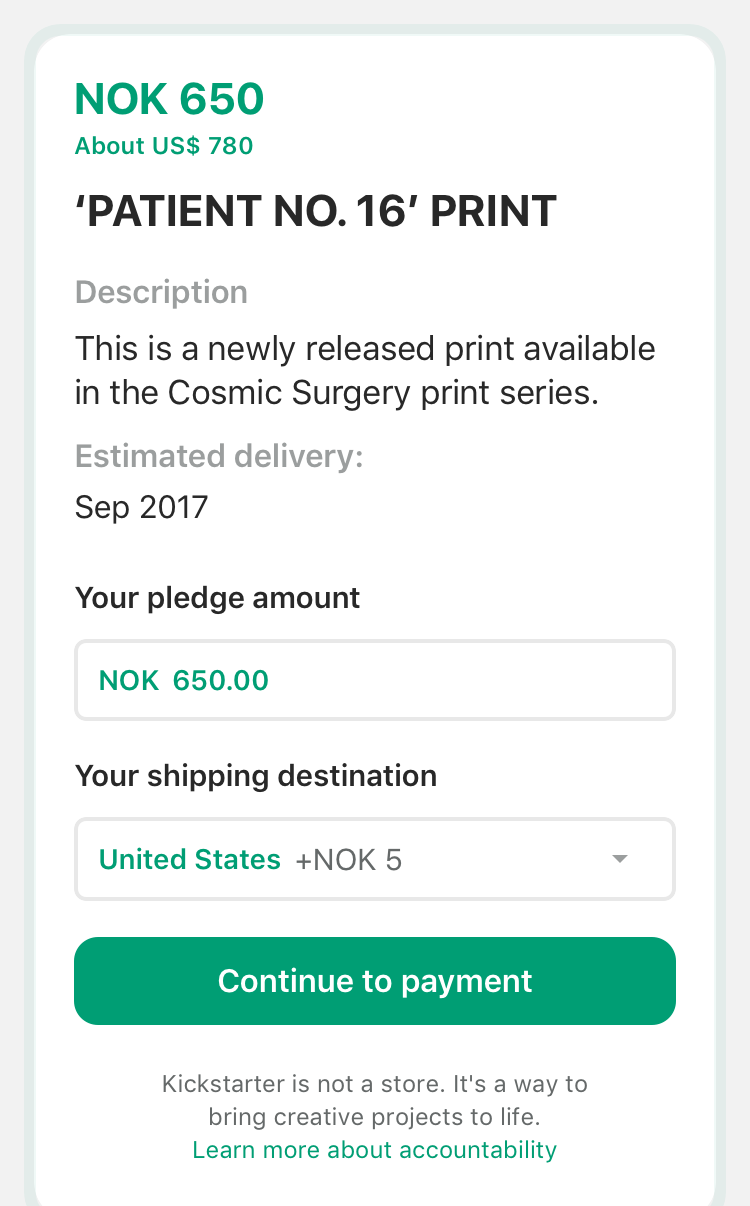 NOK 650
About US$ 780
‘PATIENT NO. 16’ PRINT
Description
This is a newly released print available
in the Cosmic Surgery print series.
Estimated delivery:
Sep 2017
Your pledge amount
NOK 650.00
Your shipping destination
United States +NOK 5
Continue to payment
Kickstarter is not a store. It's a way to
bring creative projects to life.
Learn more about accountability